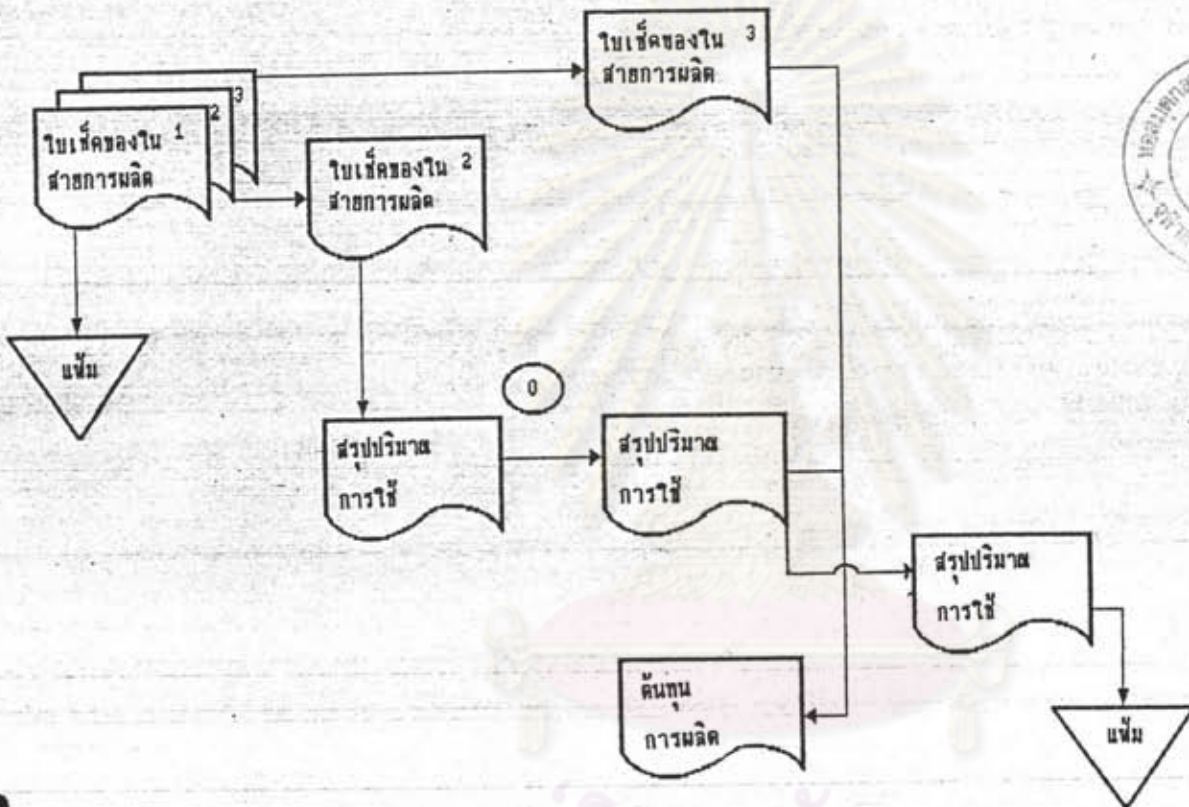 ใบเช็คของใน 3
สายการผลิต
3
2
ใบเช็คของใน 1
สายการผลิต
ใบเช็คของใน 2
สายการผลิต
แฟ้ม
0
สรุปปริมาณ
การใช้
สรุปปริมาณ
การใช้
สรุปปริมาณ
การใช้
ต้นทุน
การผลิต
แฟ้ม